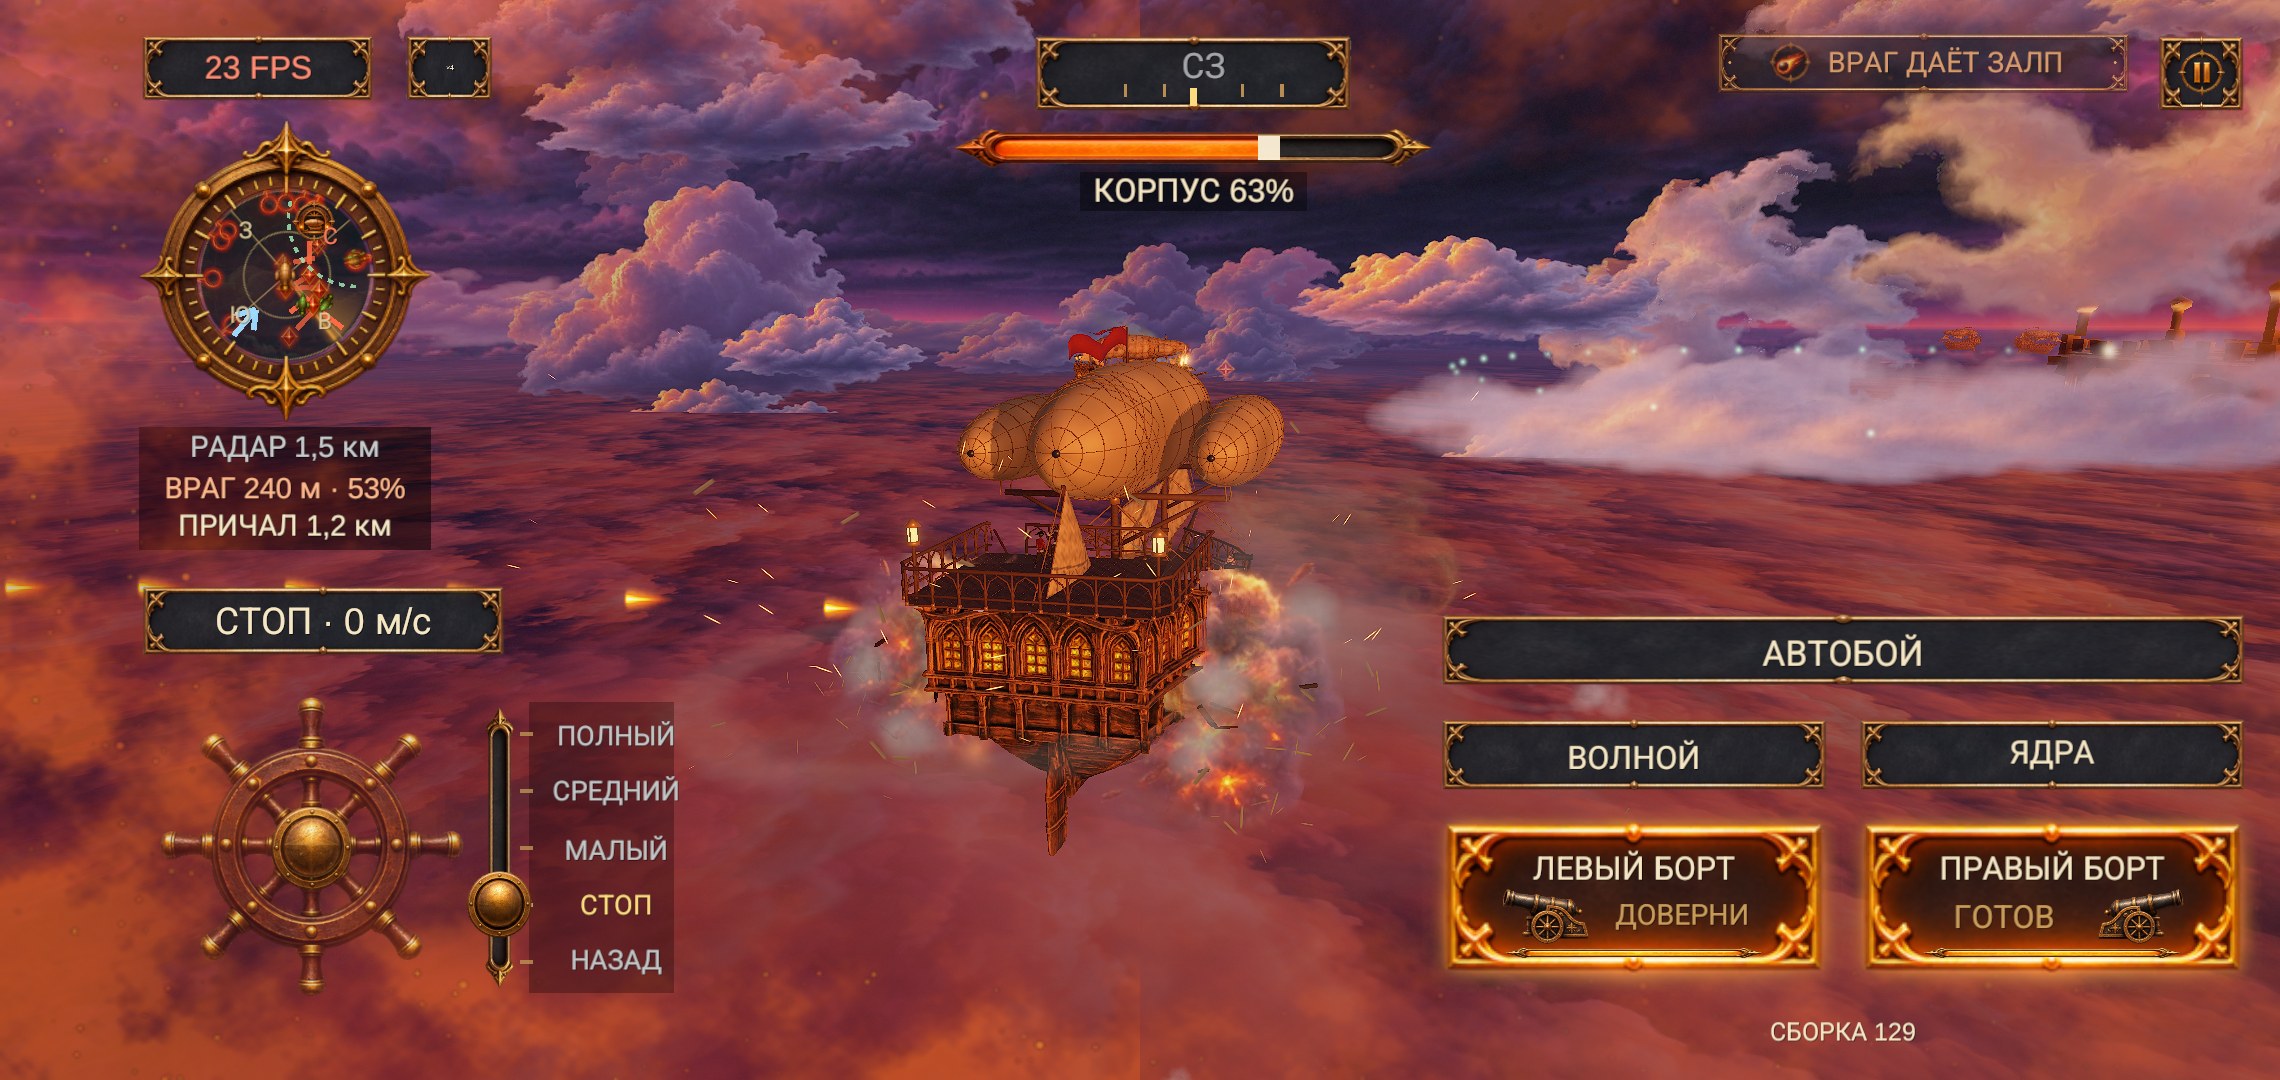 23 FPS
×4
СЗ
ВРАГ ДАЁТ ЗАЛП
КОРПУС 63%
З
С
Ю
В
РАДАР 1,5 км
ВРАГ 240 м · 53%
ПРИЧАЛ 1,2 км
СТОП · 0 м/с
ПОЛНЫЙ
СРЕДНИЙ
МАЛЫЙ
СТОП
НАЗАД
АВТОБОЙ
ВОЛНОЙ
ЯДРА
ЛЕВЫЙ БОРТ
ДОВЕРНИ
ПРАВЫЙ БОРТ
ГОТОВ
СБОРКА 129